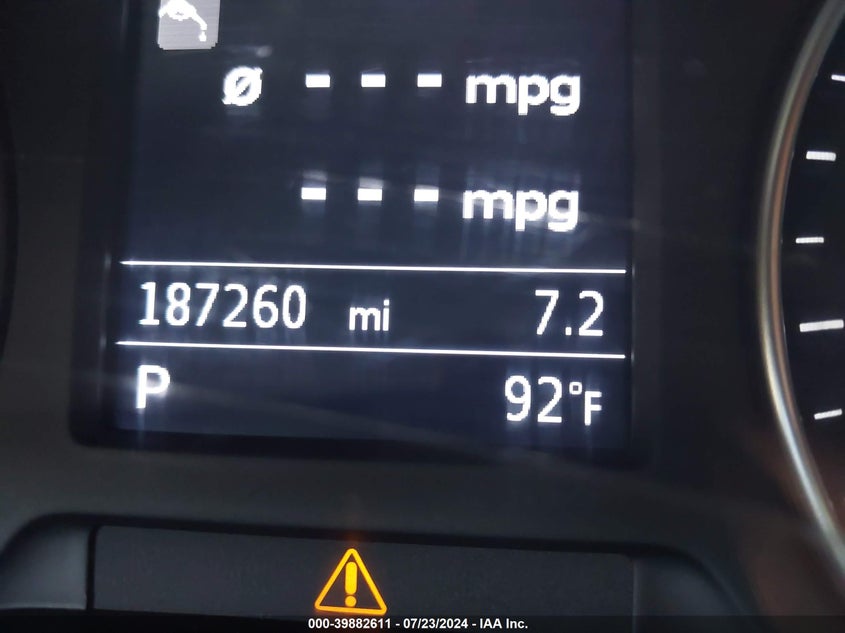 Ø --- mpg
--- mpg
187260 mi 7.2
P 92°F
000-39882611 - 07/23/2024 - IAA Inc.